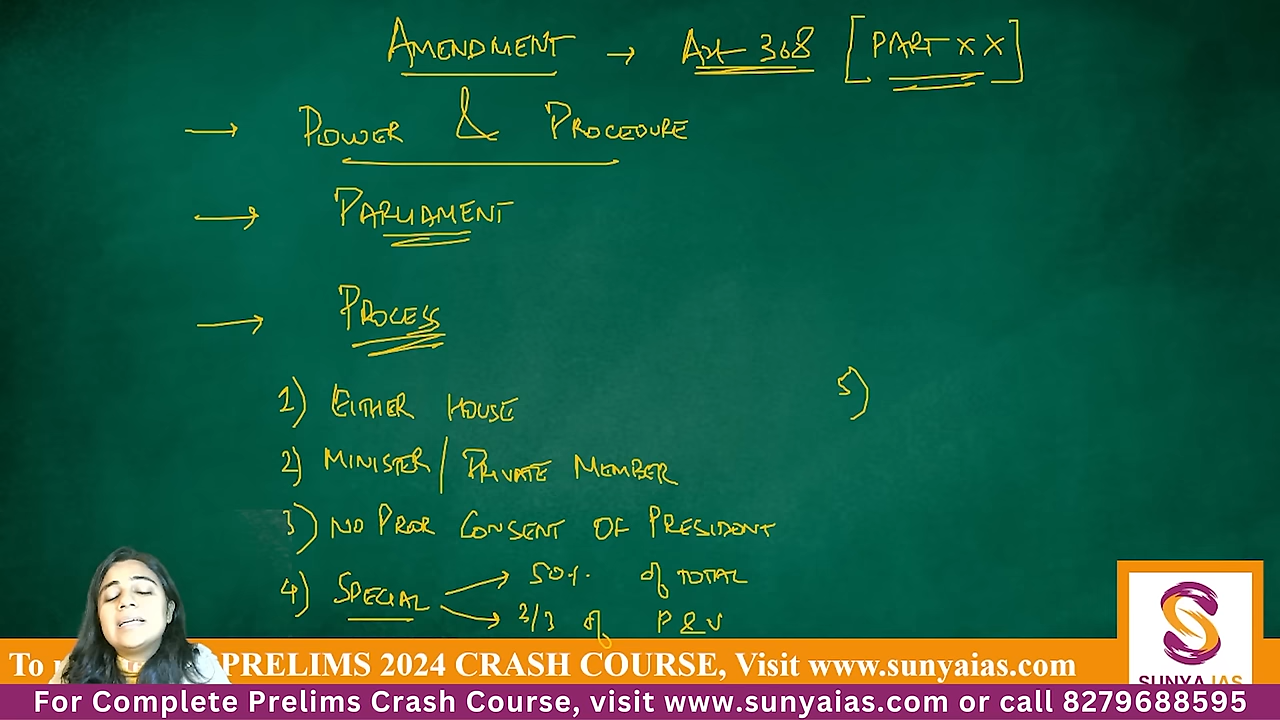 AMENDMENT → Art 368 [PART XX]
→ POWER & PROCEDURE
→ PARLIAMENT
→ PROCESS
1) EITHER HOUSE
2) MINISTER / PRIVATE MEMBER
3) NO PRIOR CONSENT OF PRESIDENT
4) SPECIAL → 50% of TOTAL
→ 2/3 of P & V
5)
To PRELIMS 2024 CRASH COURSE, Visit www.sunyaias.com
SUNYA IAS
For Complete Prelims Crash Course, visit www.sunyaias.com or call 8279688595